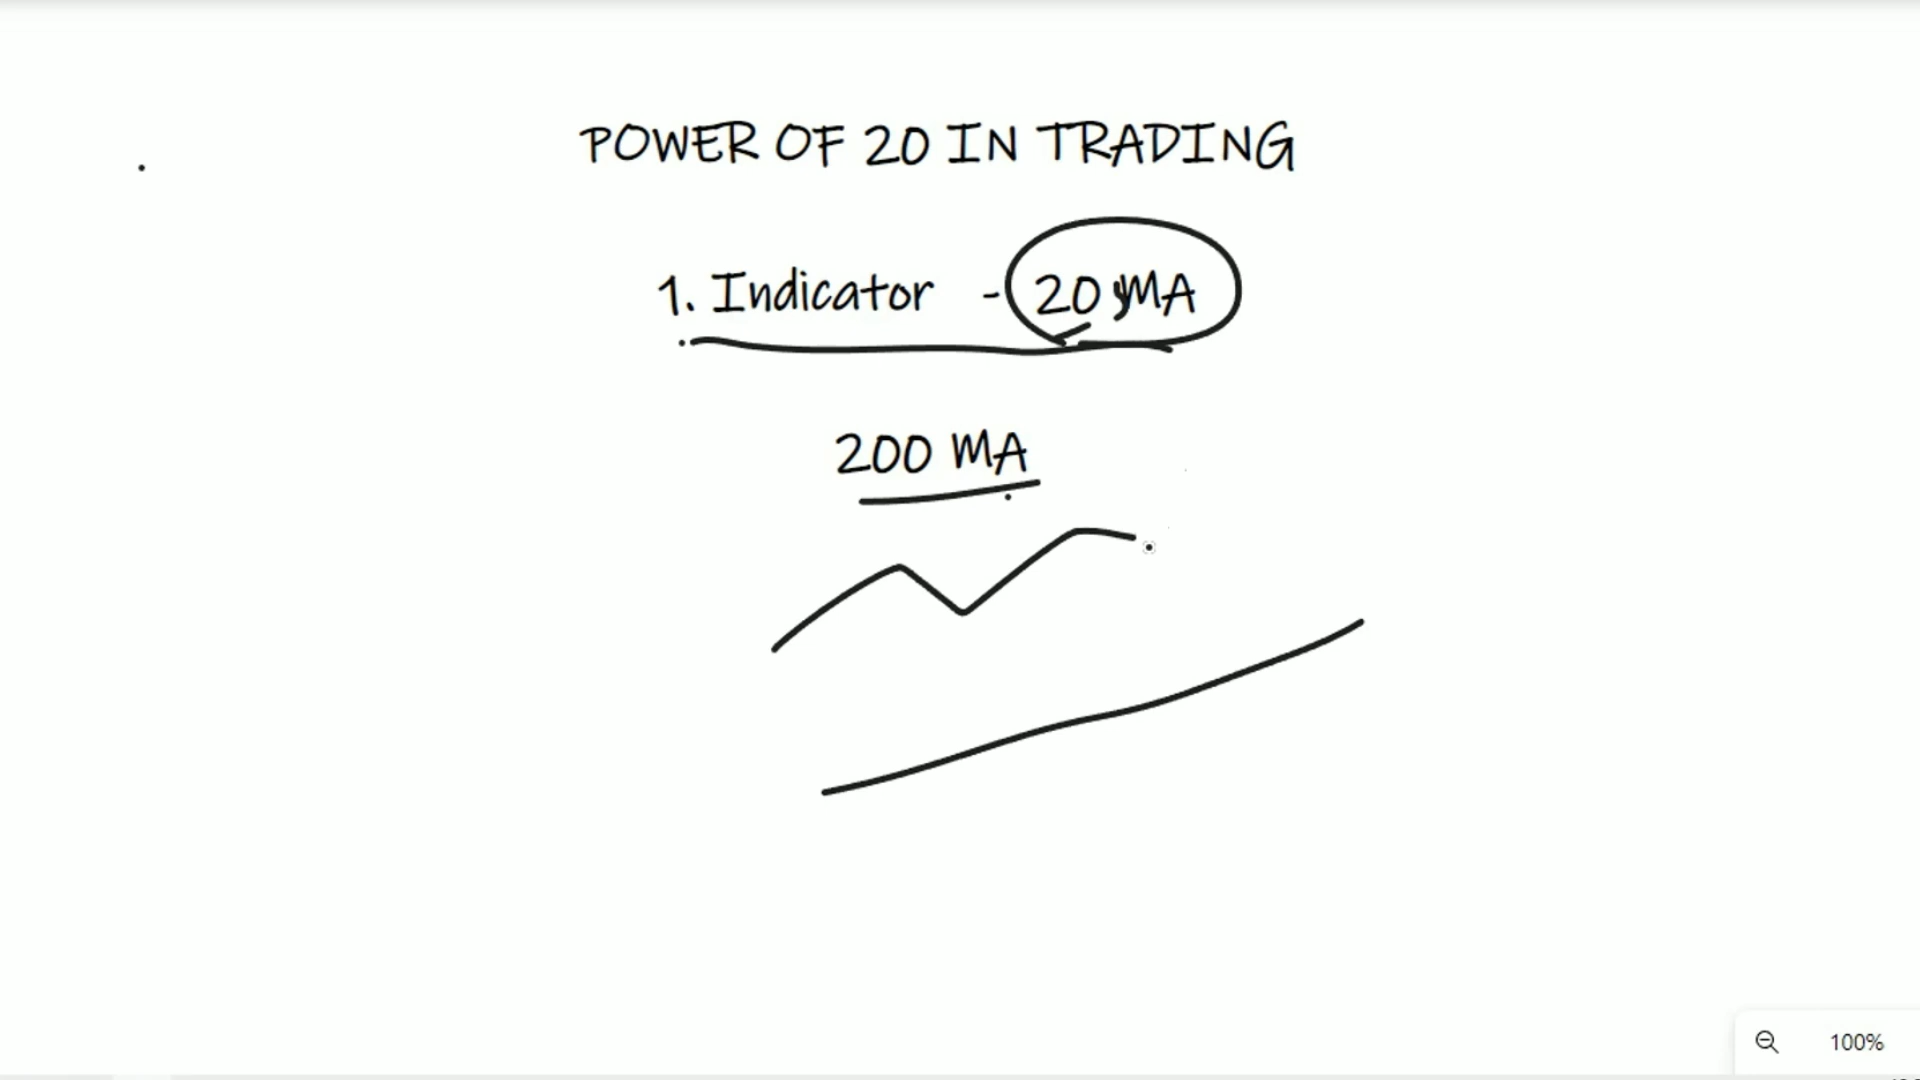 POWER OF 20 IN TRADING
1. Indicator - 20 MA
200 MA
100%